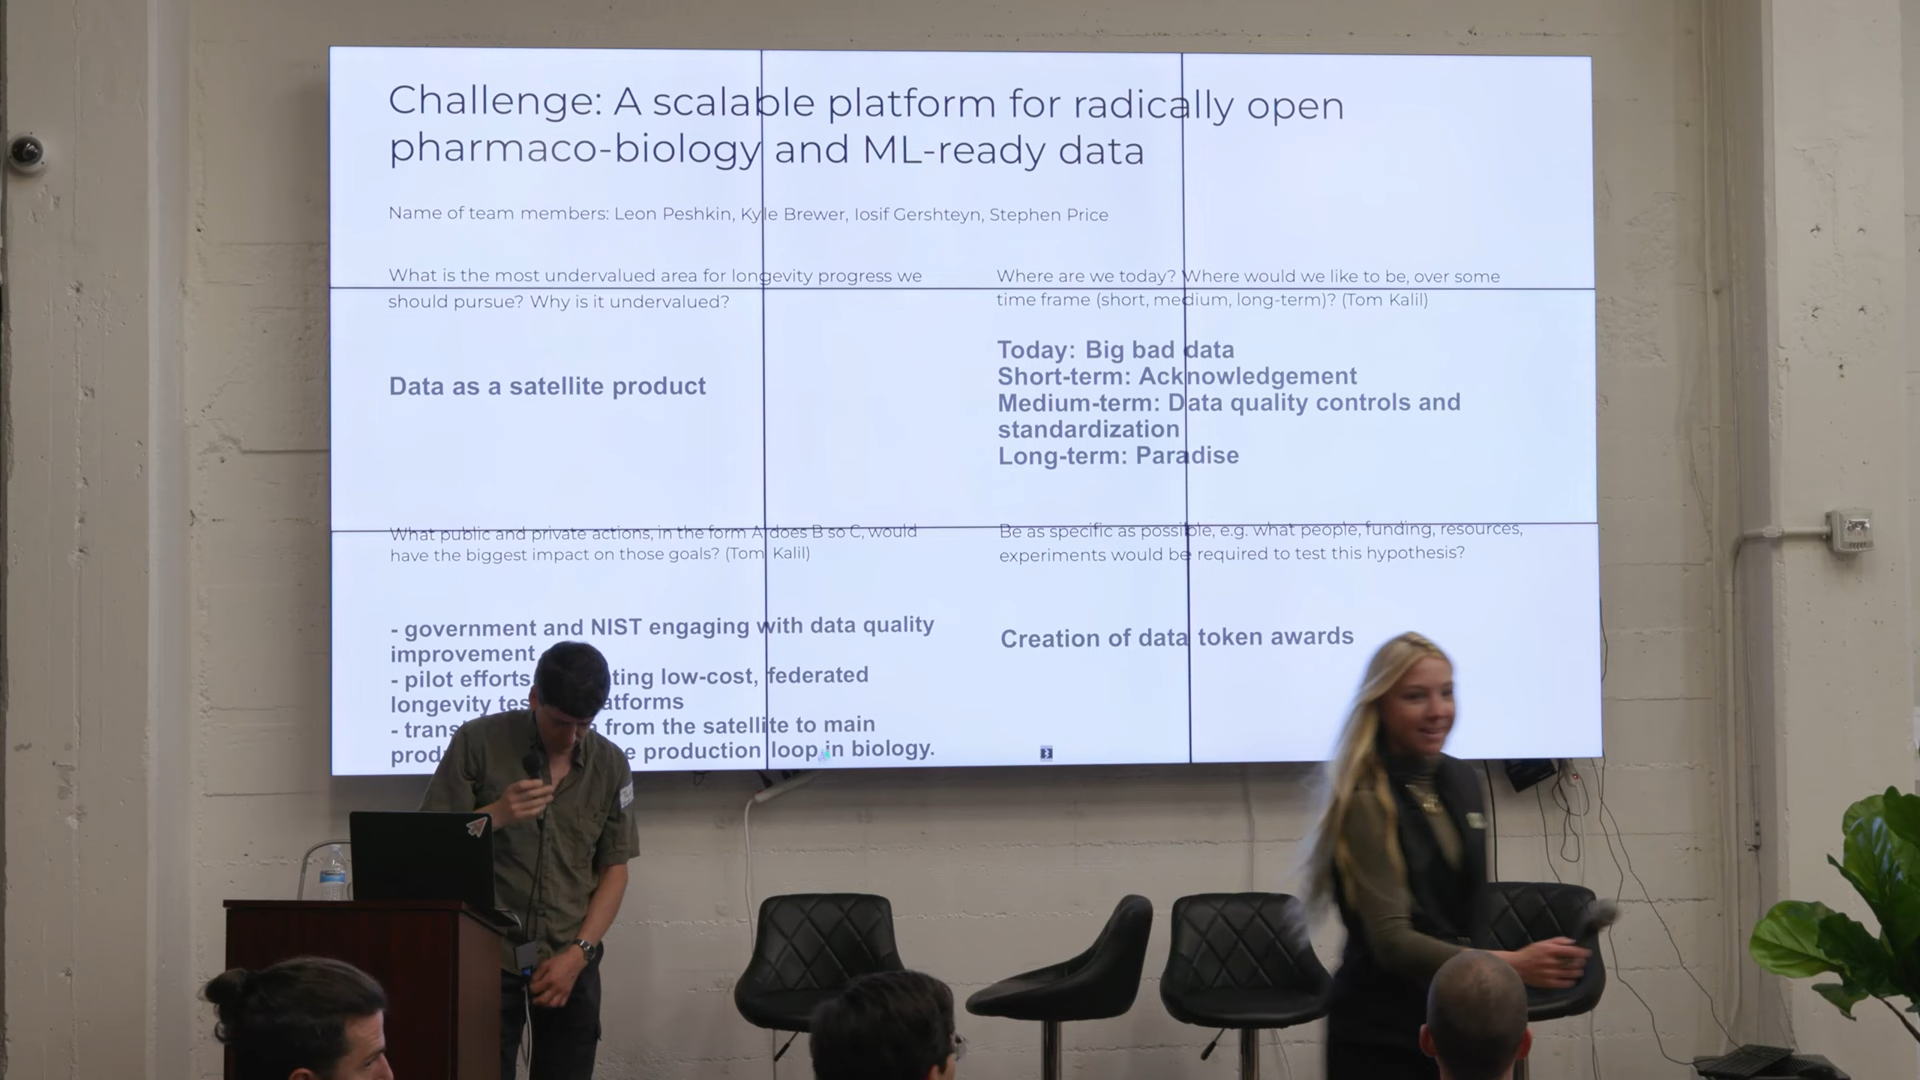 Challenge: A scalable platform for radically open
pharmaco-biology and ML-ready data
Name of team members: Leon Peshkin, Kyle Brewer, Iosif Gershteyn, Stephen Price
What is the most undervalued area for longevity progress we
should pursue? Why is it undervalued?
Data as a satellite product
Where are we today? Where would we like to be, over some
time frame (short, medium, long-term)? (Tom Kalil)
Today: Big bad data
Short-term: Acknowledgement
Medium-term: Data quality controls and
standardization
Long-term: Paradise
What public and private actions, in the form A does B so C, would
have the biggest impact on those goals? (Tom Kalil)
- government and NIST engaging with data quality
improvement
- pilot efforts low-cost, federated
longevity
- from the satellite to main
production loop in biology.
Be as specific as possible, e.g. what people, funding, resources,
experiments would be required to test this hypothesis?
Creation of data token awards